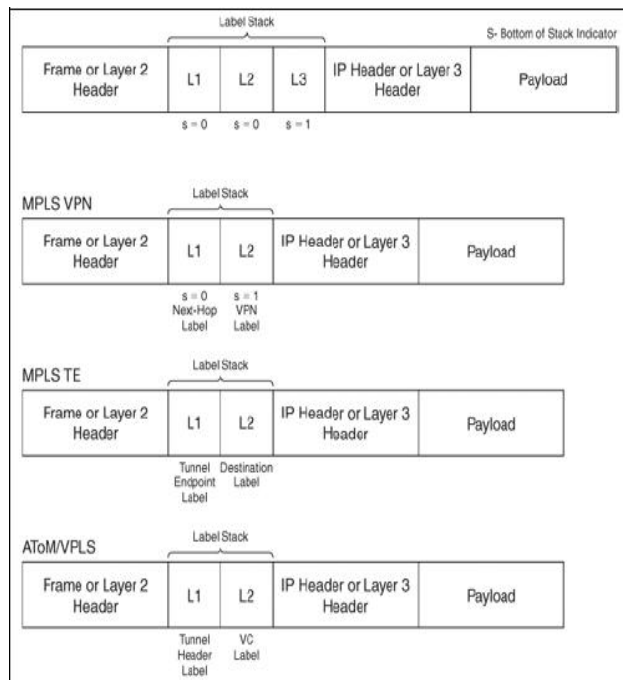 Label Stack
S- Bottom of Stack Indicator
Frame or Layer 2 Header
L1
L2
L3
IP Header or Layer 3 Header
Payload
s = 0
s = 0
s = 1
MPLS VPN
Label Stack
Frame or Layer 2 Header
L1
L2
IP Header or Layer 3 Header
Payload
s = 0 Next-Hop Label
s = 1 VPN Label
MPLS TE
Label Stack
Frame or Layer 2 Header
L1
L2
IP Header or Layer 3 Header
Payload
Tunnel Endpoint Label
Destination Label
AToM/VPLS
Label Stack
Frame or Layer 2 Header
L1
L2
IP Header or Layer 3 Header
Payload
Tunnel Header Label
VC Label